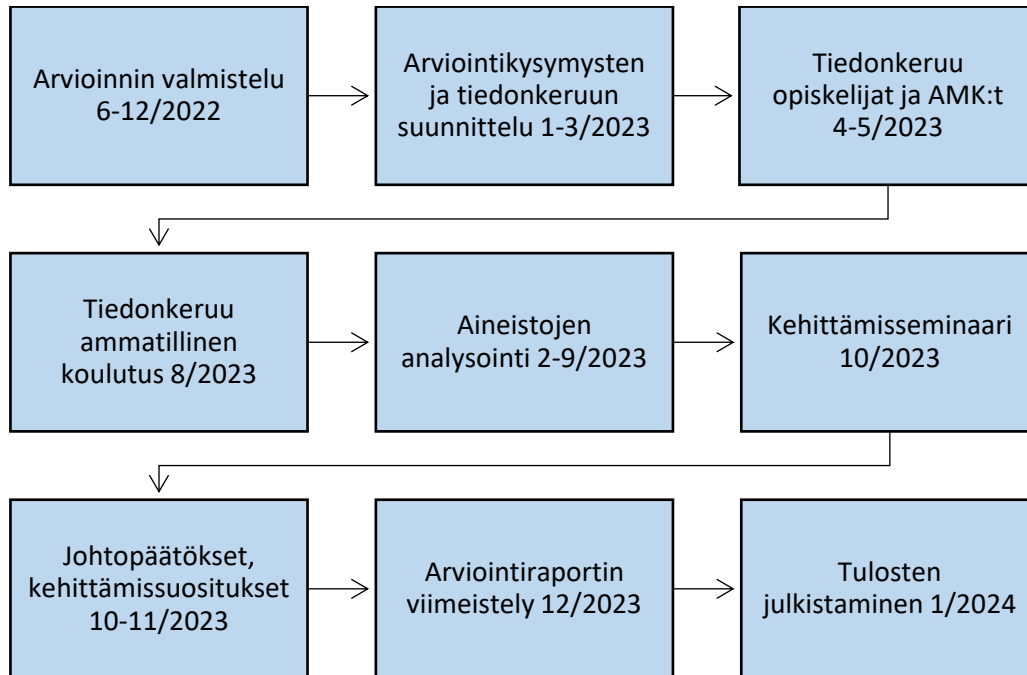 Arvioinnin valmistelu
6-12/2022
Arviointikysymysten
ja tiedonkeruun
suunnittelu 1-3/2023
Tiedonkeruu
opiskelijat ja AMK:t
4-5/2023
Tiedonkeruu
ammatillinen
koulutus 8/2023
Aineistojen
analysointi 2-9/2023
Kehittämisseminaari
10/2023
Johtopäätökset,
kehittämissuositukset
10-11/2023
Arviointiraportin
viimeistely 12/2023
Tulosten
julkistaminen 1/2024